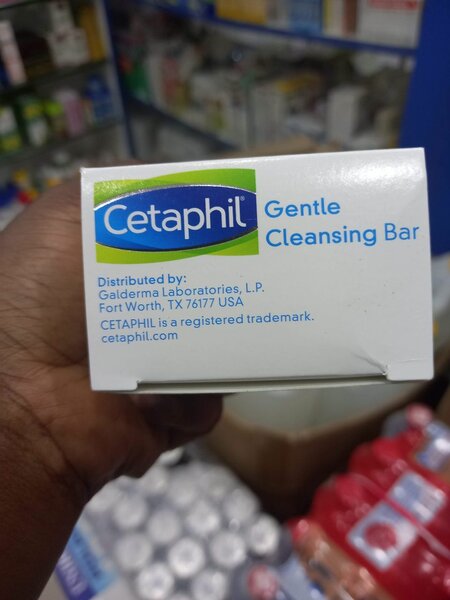 Cetaphil®
Gentle
Cleansing Bar
Distributed by:
Galderma Laboratories, L.P.
Fort Worth, TX 76177 USA
CETAPHIL is a registered trademark.
cetaphil.com